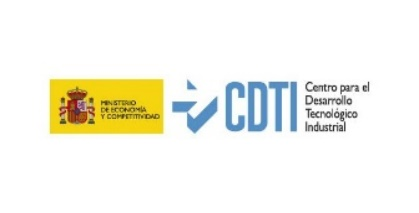 MINISTERIO
DE ECONOMÍA
Y COMPETITIVIDAD
CDTI
Centro para el
Desarrollo
Tecnológico
Industrial